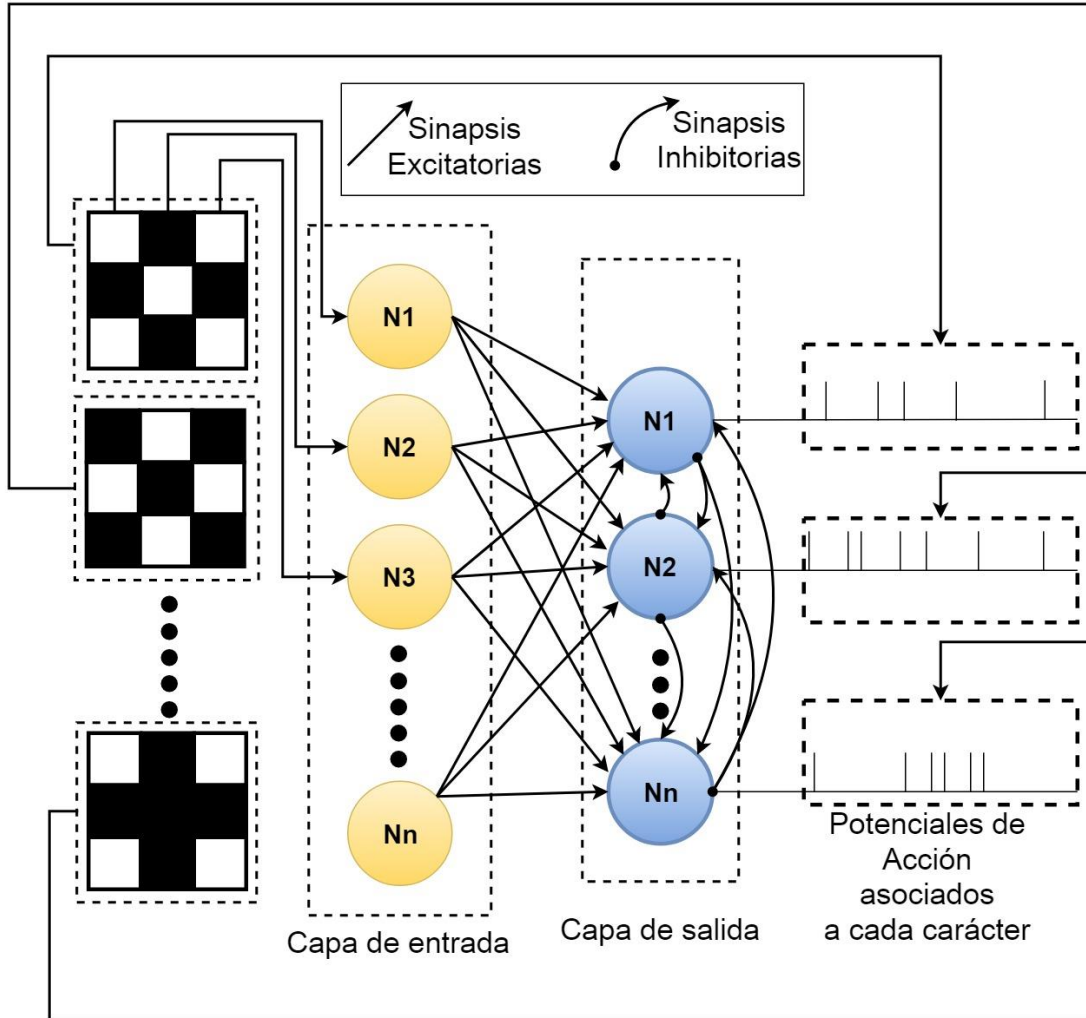 Sinapsis
Excitatorias
Sinapsis
Inhibitorias
N1
N2
N3
Nn
N1
N2
Nn
Capa de entrada
Capa de salida
Potenciales de
Acción
asociados
a cada carácter